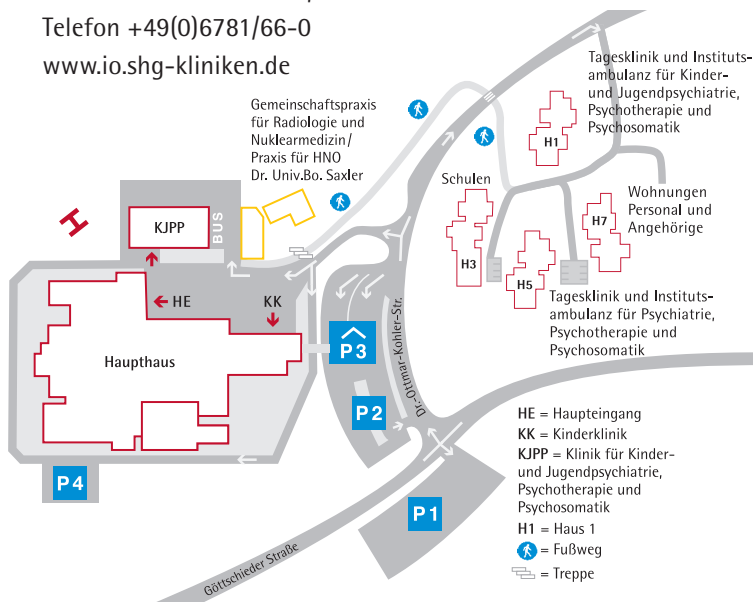 Telefon +49(0)6781/66-0
www.io.shg-kliniken.de
Gemeinschaftspraxis
für Radiologie und
Nuklearmedizin/
Praxis für HNO
Dr. Univ.Bo. Saxler
Tagesklinik und Instituts-
ambulanz für Kinder-
und Jugendpsychiatrie,
Psychotherapie und
Psychosomatik
H1
Schulen
H3
H5
H7
Wohnungen
Personal und
Angehörige
Tagesklinik und Instituts-
ambulanz für Psychiatrie,
Psychotherapie und
Psychosomatik
H
KJPP
BUS
HE
KK
Haupthaus
P3
P2
P4
P1
Dr.-Ottmar-Kohler-Str.
Göttschieder Straße
HE = Haupteingang
KK = Kinderklinik
KJPP = Klinik für Kinder-
und Jugendpsychiatrie,
Psychotherapie und
Psychosomatik
H1 = Haus 1
= Fußweg
= Treppe